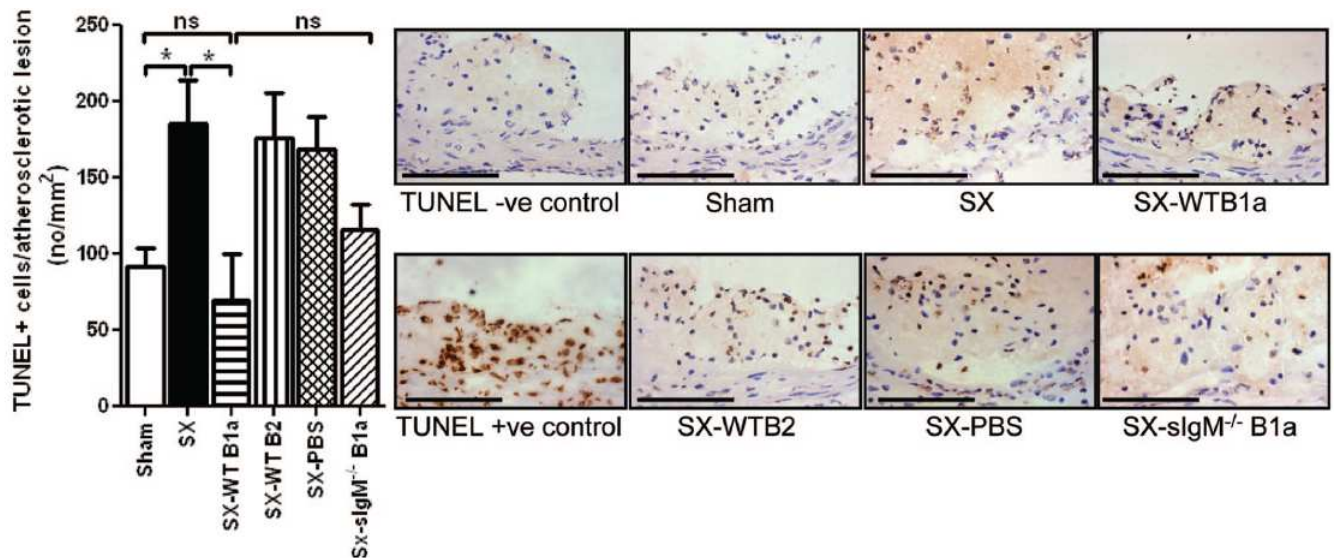 TUNEL+ cells/atherosclerotic lesion
(no/mm²)
250
200
150
100
50
0
ns
ns
*
*
Sham
SX
SX-WT B1a
SX-WTB2
SX-PBS
Sx-sIgM⁻/⁻ B1a
TUNEL -ve control
Sham
SX
SX-WTB1a
TUNEL +ve control
SX-WTB2
SX-PBS
SX-sIgM⁻/⁻ B1a